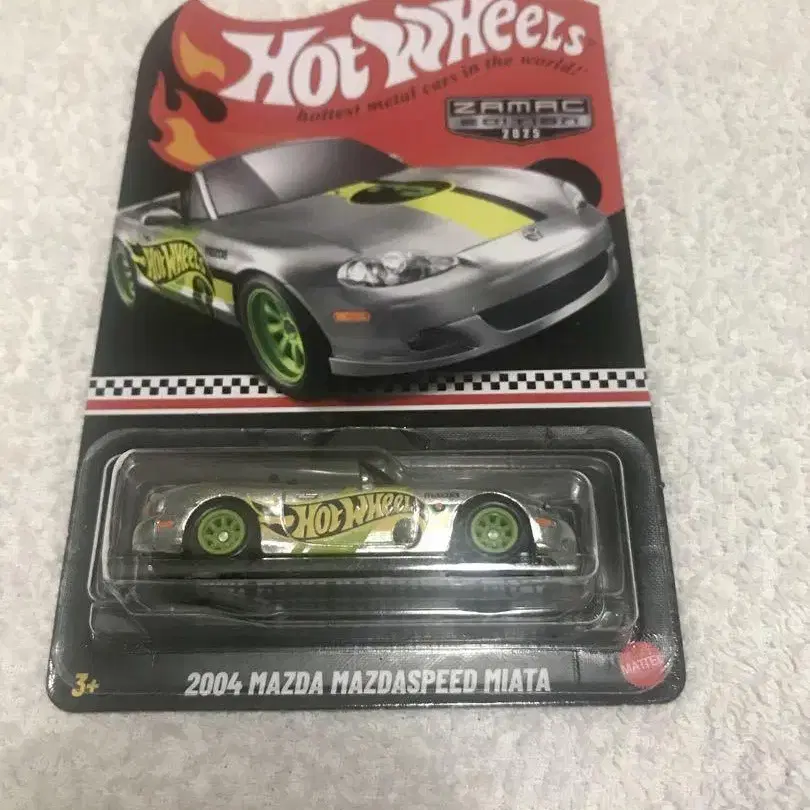 HOT WHEELS
hottest metal cars in the world!
ZAMAC
EDITION
2025
HOT WHEELS
HOT WHEELS
mazda
3+
2004 MAZDA MAZDASPEED MIATA
MATTEL